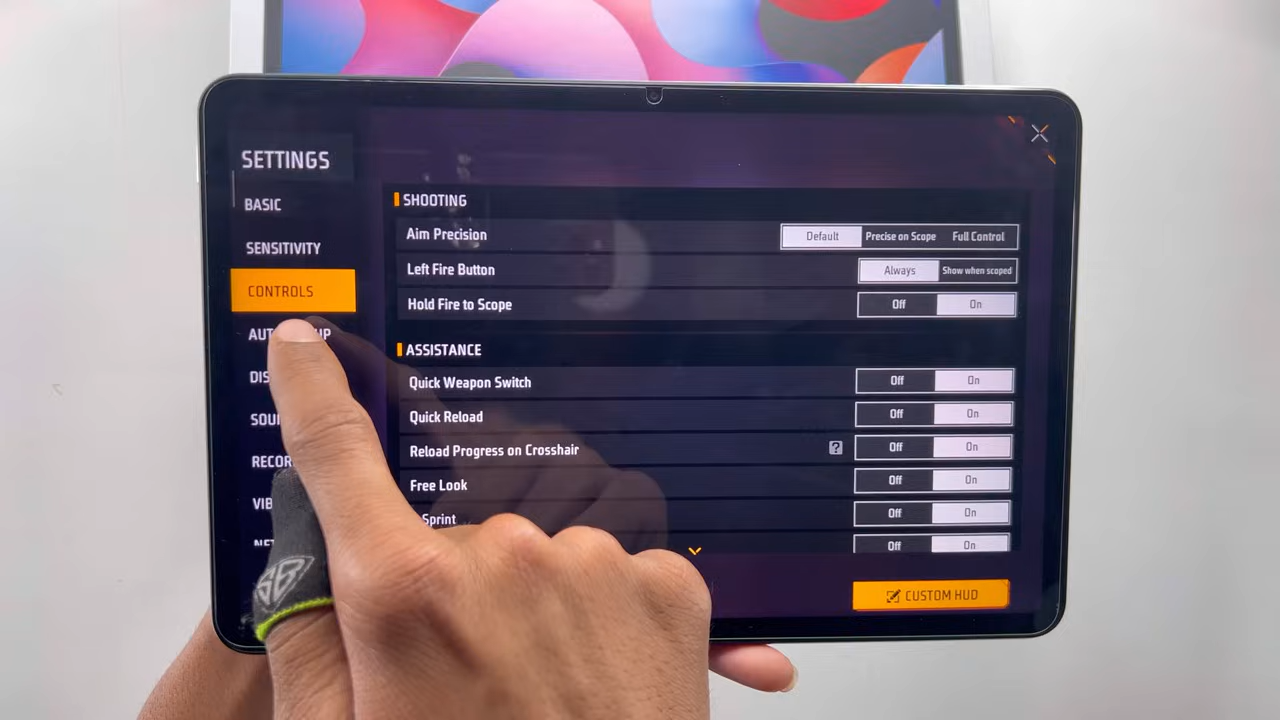 SETTINGS
BASIC
SENSITIVITY
CONTROLS
SHOOTING
Aim Precision Default Precise on Scope Full Control
Left Fire Button Always Show when scoped
Hold Fire to Scope Off On
ASSISTANCE
Quick Weapon Switch Off On
Quick Reload Off On
Reload Progress on Crosshair ? Off On
Free Look Off On
Sprint Off On
Off On
CUSTOM HUD